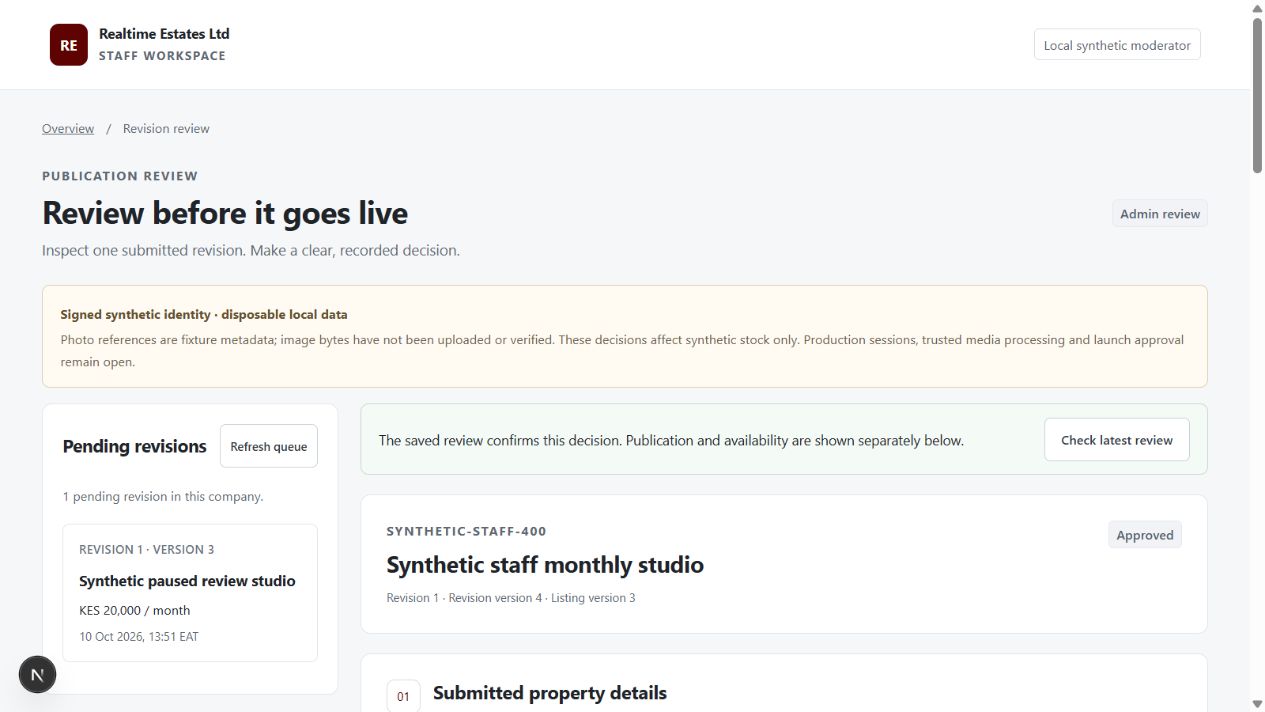 RE
Realtime Estates Ltd
STAFF WORKSPACE
Local synthetic moderator
Overview / Revision review
PUBLICATION REVIEW
Review before it goes live
Admin review
Inspect one submitted revision. Make a clear, recorded decision.
Signed synthetic identity · disposable local data
Photo references are fixture metadata; image bytes have not been uploaded or verified. These decisions affect synthetic stock only. Production sessions, trusted media processing and launch approval
remain open.
Pending revisions
Refresh queue
1 pending revision in this company.
REVISION 1 · VERSION 3
Synthetic paused review studio
KES 20,000 / month
10 Oct 2026, 13:51 EAT
The saved review confirms this decision. Publication and availability are shown separately below.
Check latest review
SYNTHETIC-STAFF-400
Approved
Synthetic staff monthly studio
Revision 1 · Revision version 4 · Listing version 3
01 Submitted property details
N